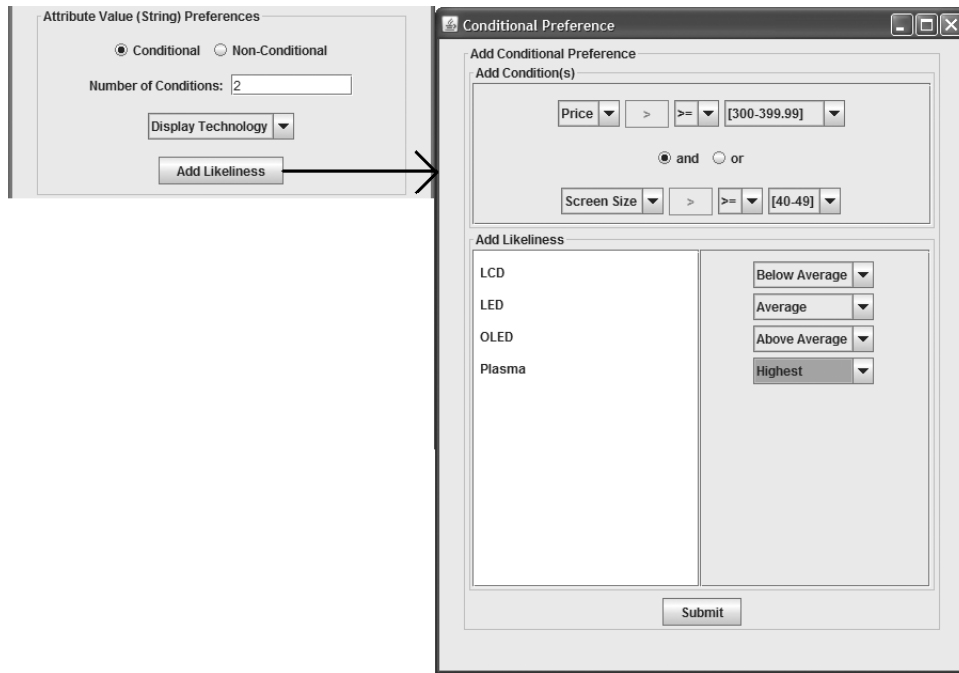 Attribute Value (String) Preferences
Conditional Non-Conditional
Number of Conditions: 2
Display Technology
Add Likeliness
Conditional Preference
Add Conditional Preference
Add Condition(s)
Price > >= [300-399.99]
and or
Screen Size > >= [40-49]
Add Likeliness
LCD Below Average
LED Average
OLED Above Average
Plasma Highest
Submit